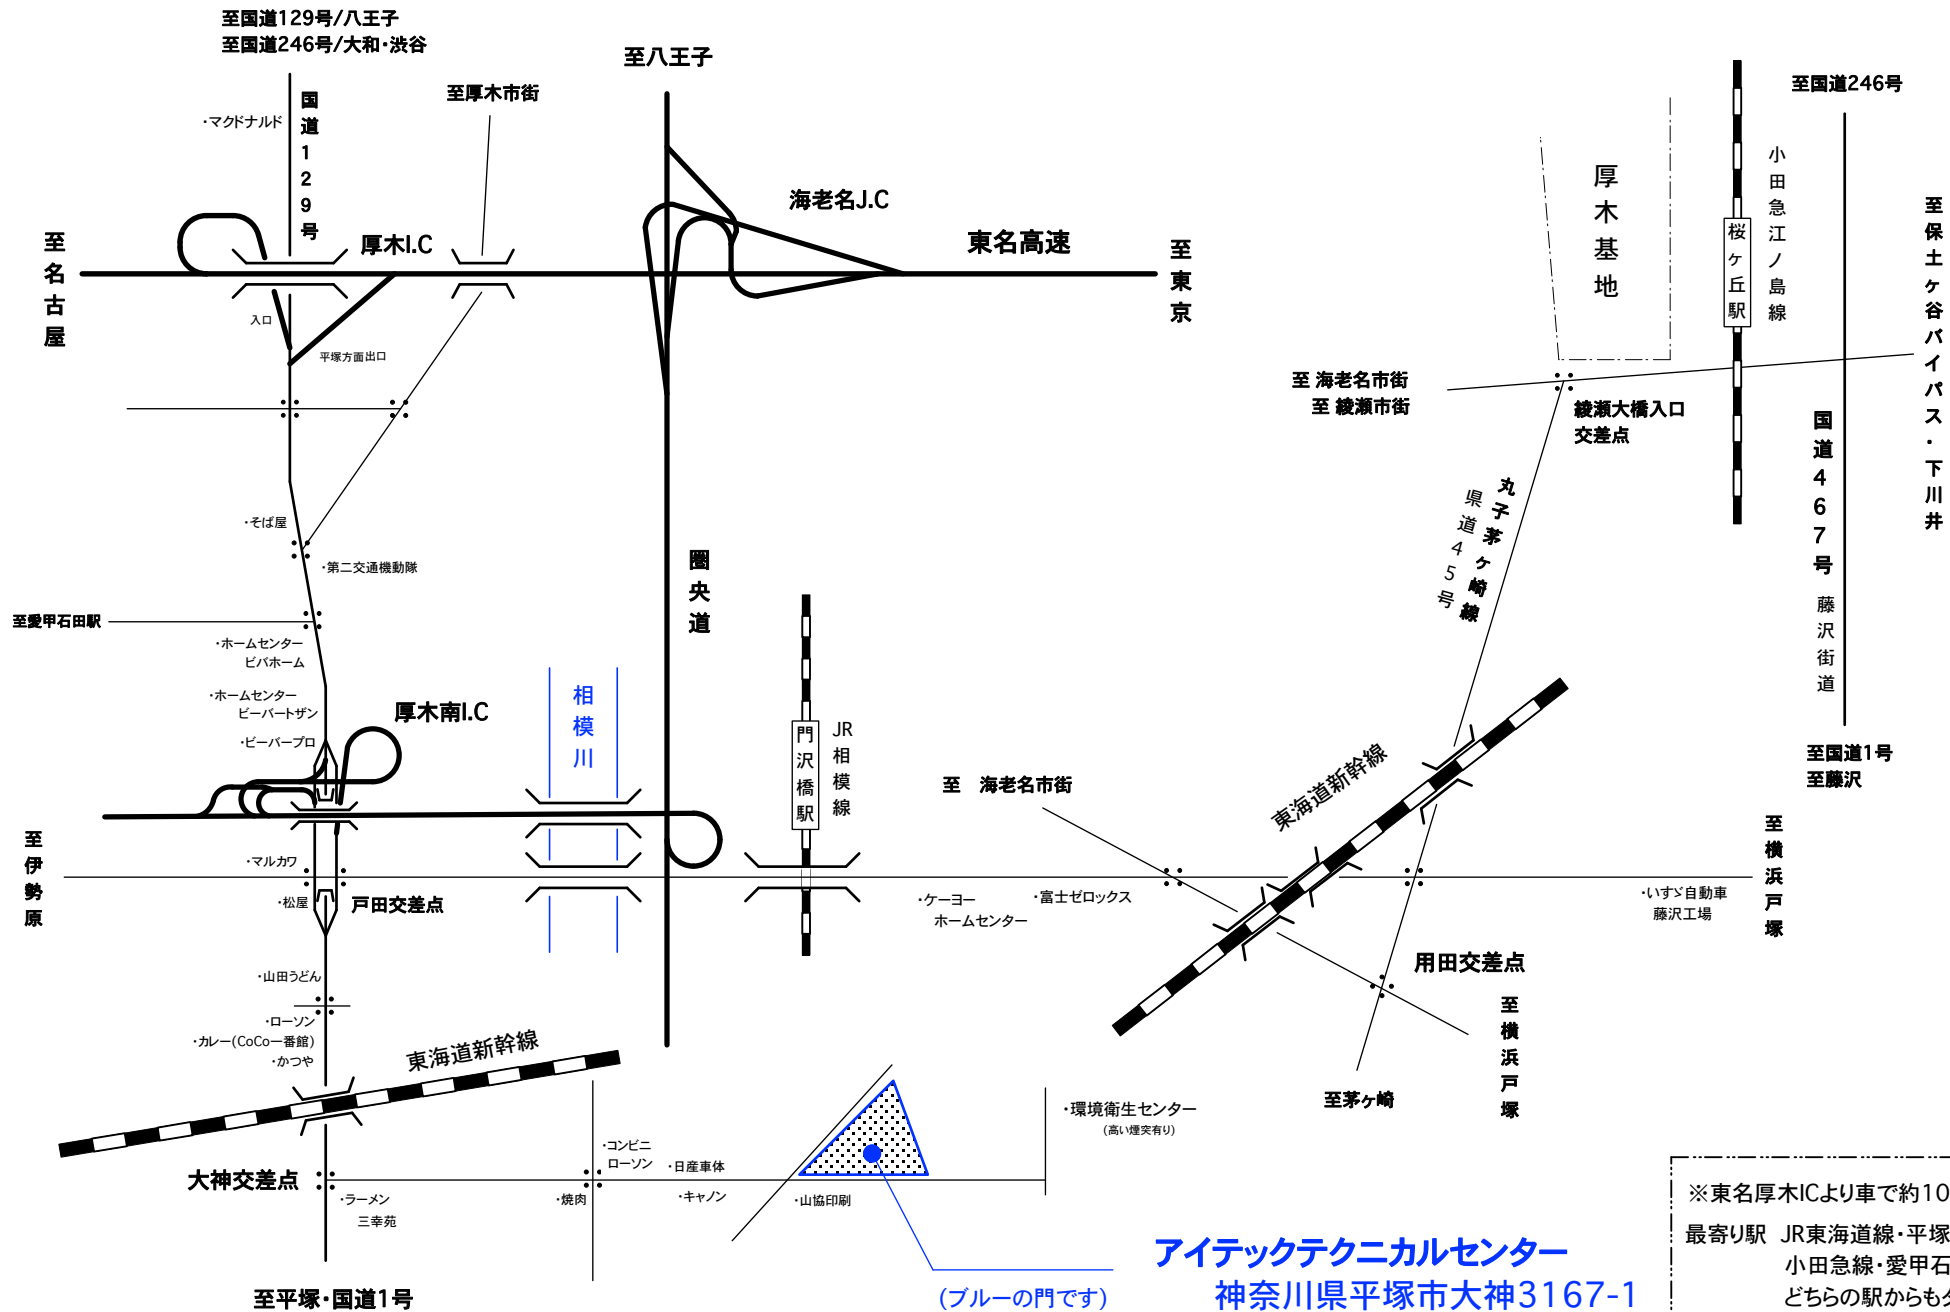 至国道129号/八王子
至国道246号/大和・渋谷
至八王子
至厚木市街
国道129号
・マクドナルド
至国道246号
厚木基地
小田急江ノ島線
桜ヶ丘駅
至保土ヶ谷バイパス・下川井
海老名J.C
厚木I.C
東名高速
至名古屋
至東京
入口
平塚方面出口
至 海老名市街
至 綾瀬市街
綾瀬大橋入口
交差点
国道467号
藤沢街道
丸子茅ヶ崎線
県道45号
・そば屋
・第二交通機動隊
圏央道
至愛甲石田駅
・ホームセンター
ビバホーム
・ホームセンター
ビーバートザン
・ビーバープロ
厚木南I.C
相模川
門沢橋駅
JR相模線
至 海老名市街
東海道新幹線
至国道1号
至藤沢
至伊勢原
・マルカワ
・松屋
戸田交差点
・ケーヨー
ホームセンター
・富士ゼロックス
・いすゞ自動車
藤沢工場
至横浜戸塚
用田交差点
至横浜戸塚
至茅ヶ崎
・山田うどん
・ローソン
・カレー(CoCo一番館)
・かつや
東海道新幹線
大神交差点
・ラーメン
三幸苑
・コンビニ
ローソン
・焼肉
・日産車体
・キャノン
・山協印刷
・環境衛生センター
(高い煙突有り)
至平塚・国道1号
(ブルーの門です)
アイテックテクニカルセンター
神奈川県平塚市大神3167-1
※東名厚木ICより車で約10
最寄り駅 JR東海道線・平塚
小田急線・愛甲石
どちらの駅からも